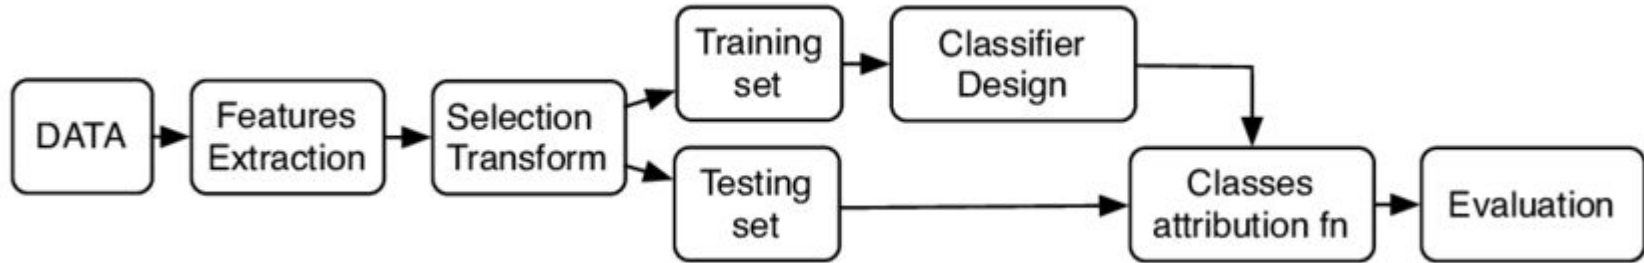 DATA
Features
Extraction
Selection
Transform
Training
set
Classifier
Design
Testing
set
Classes
attribution fn
Evaluation